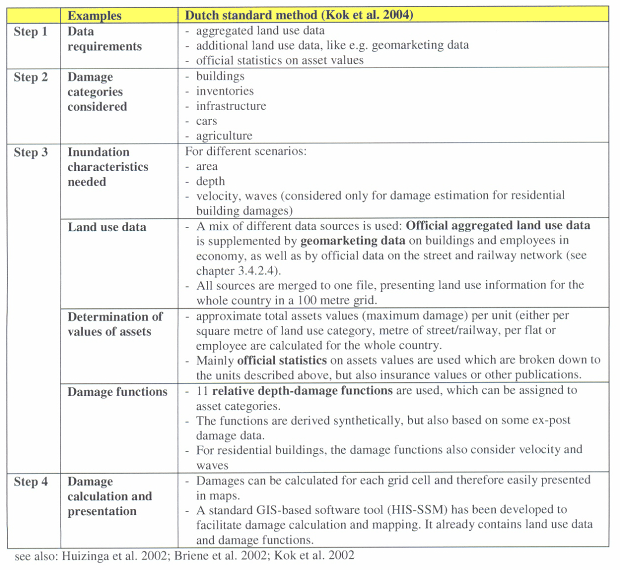 Examples Dutch standard method (Kok et al. 2004)
Step 1 Data requirements
- aggregated land use data
- additional land use data, like e.g. geomarketing data
- official statistics on asset values
Step 2 Damage categories considered
- buildings
- inventories
- infrastructure
- cars
- agriculture
Step 3 Inundation characteristics needed
For different scenarios:
- area
- depth
- velocity, waves (considered only for damage estimation for residential
building damages)
Land use data
- A mix of different data sources is used: Official aggregated land use data
is supplemented by geomarketing data on buildings and employees in
economy, as well as by official data on the street and railway network (see
chapter 3.4.2.4).
- All sources are merged to one file, presenting land use information for the
whole country in a 100 metre grid.
Determination of values of assets
- approximate total assets values (maximum damage) per unit (either per
square metre of land use category, metre of street/railway, per flat or
employee are calculated for the whole country.
- Mainly official statistics on assets values are used which are broken down to
the units described above, but also insurance values or other publications.
Damage functions
- 11 relative depth-damage functions are used, which can be assigned to
asset categories.
- The functions are derived synthetically, but also based on some ex-post
damage data.
- For residential buildings, the damage functions also consider velocity and
waves
Step 4 Damage calculation and presentation
- Damages can be calculated for each grid cell and therefore easily presented
in maps.
- A standard GIS-based software tool (HIS-SSM) has been developed to
facilitate damage calculation and mapping. It already contains land use data
and damage functions.
see also: Huizinga et al. 2002; Briene et al. 2002; Kok et al. 2002